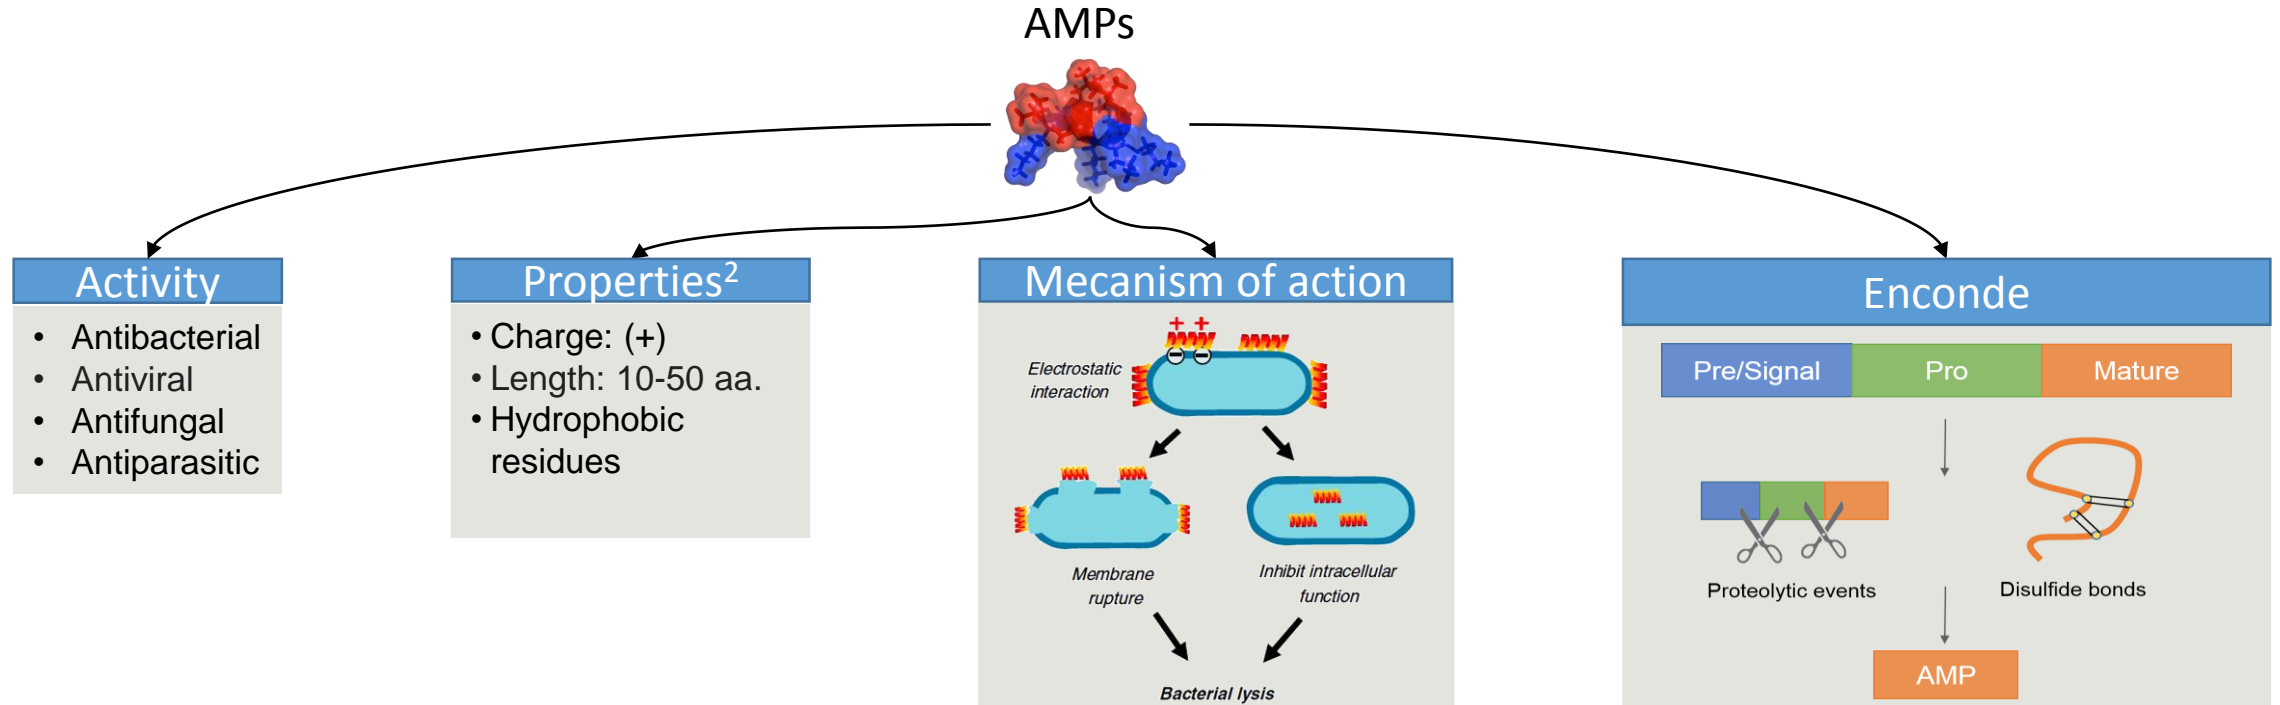 AMPs
Activity
• Antibacterial
• Antiviral
• Antifungal
• Antiparasitic
Properties²
• Charge: (+)
• Length: 10-50 aa.
• Hydrophobic
residues
Mecanism of action
+ +
Electrostatic
interaction
Membrane
rupture
Inhibit intracellular
function
Bacterial lysis
Enconde
Pre/Signal Pro Mature
Proteolytic events
Disulfide bonds
AMP